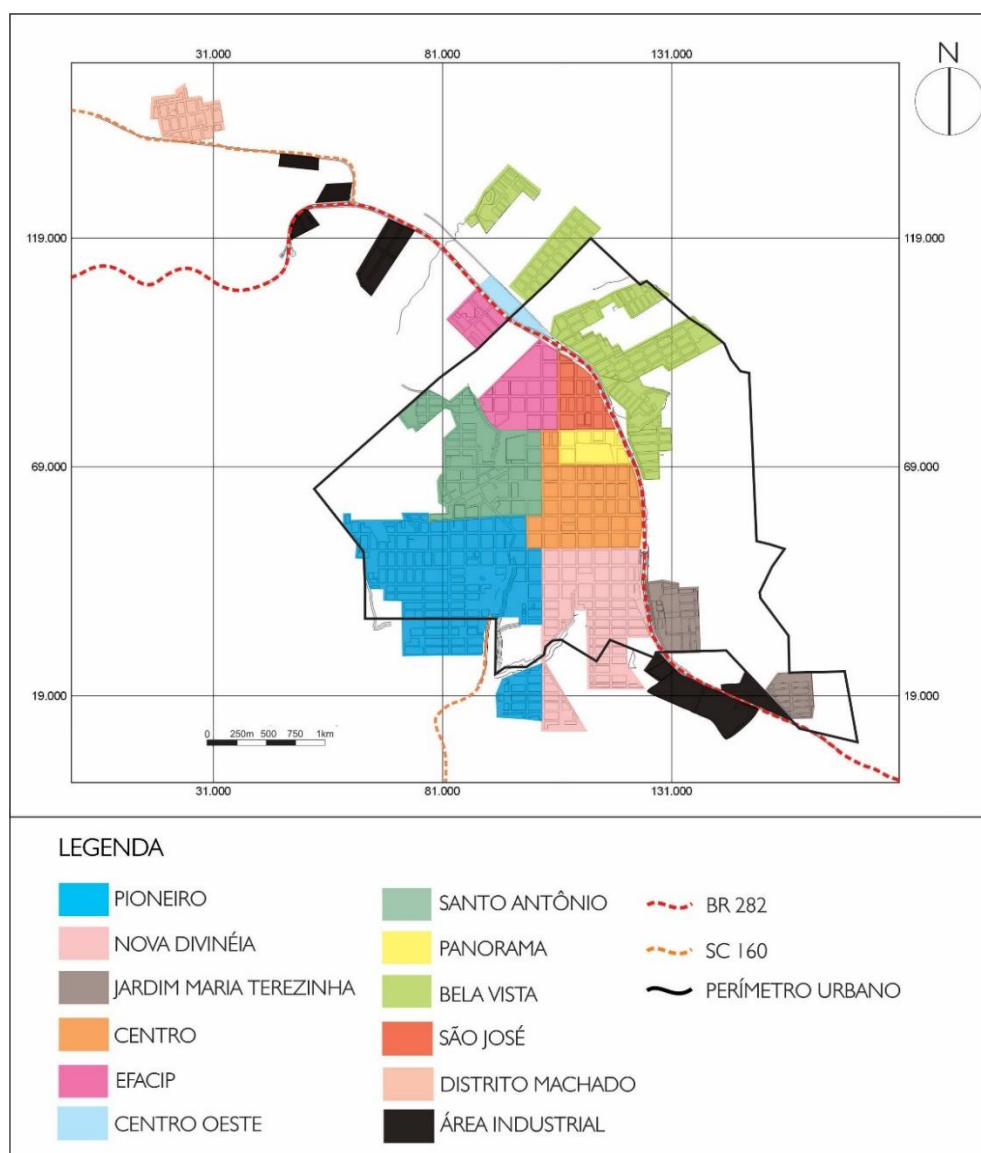 31.000 81.000 131.000
N
119.000 119.000
69.000 69.000
19.000 19.000
0 250m 500 750 1km
31.000 81.000 131.000
LEGENDA
PIONEIRO
NOVA DIVINÉIA
JARDIM MARIA TEREZINHA
CENTRO
EFACIP
CENTRO OESTE
SANTO ANTÔNIO
PANORAMA
BELA VISTA
SÃO JOSÉ
DISTRITO MACHADO
ÁREA INDUSTRIAL
BR 282
SC 160
PERÍMETRO URBANO